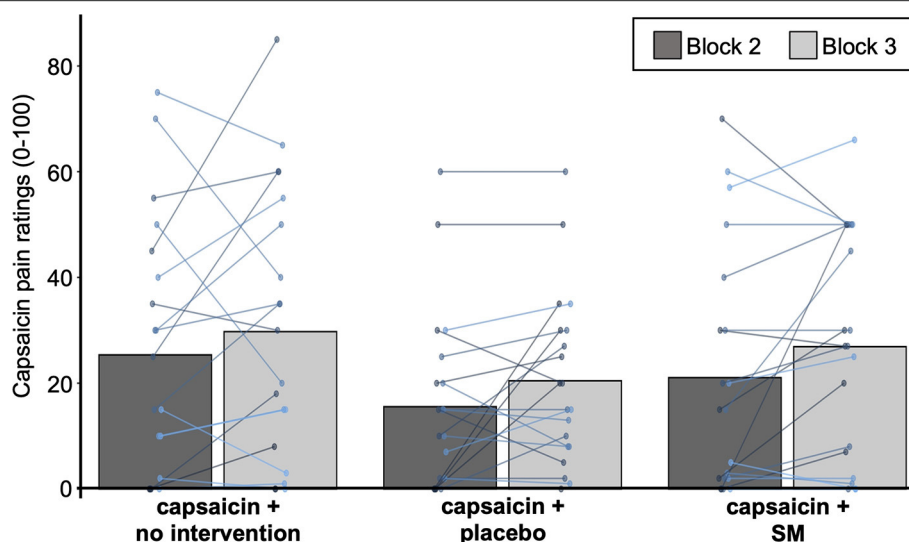 Capsaicin pain ratings (0-100)
80
60
40
20
0
Block 2 Block 3
capsaicin +
no intervention
capsaicin +
placebo
capsaicin +
SM